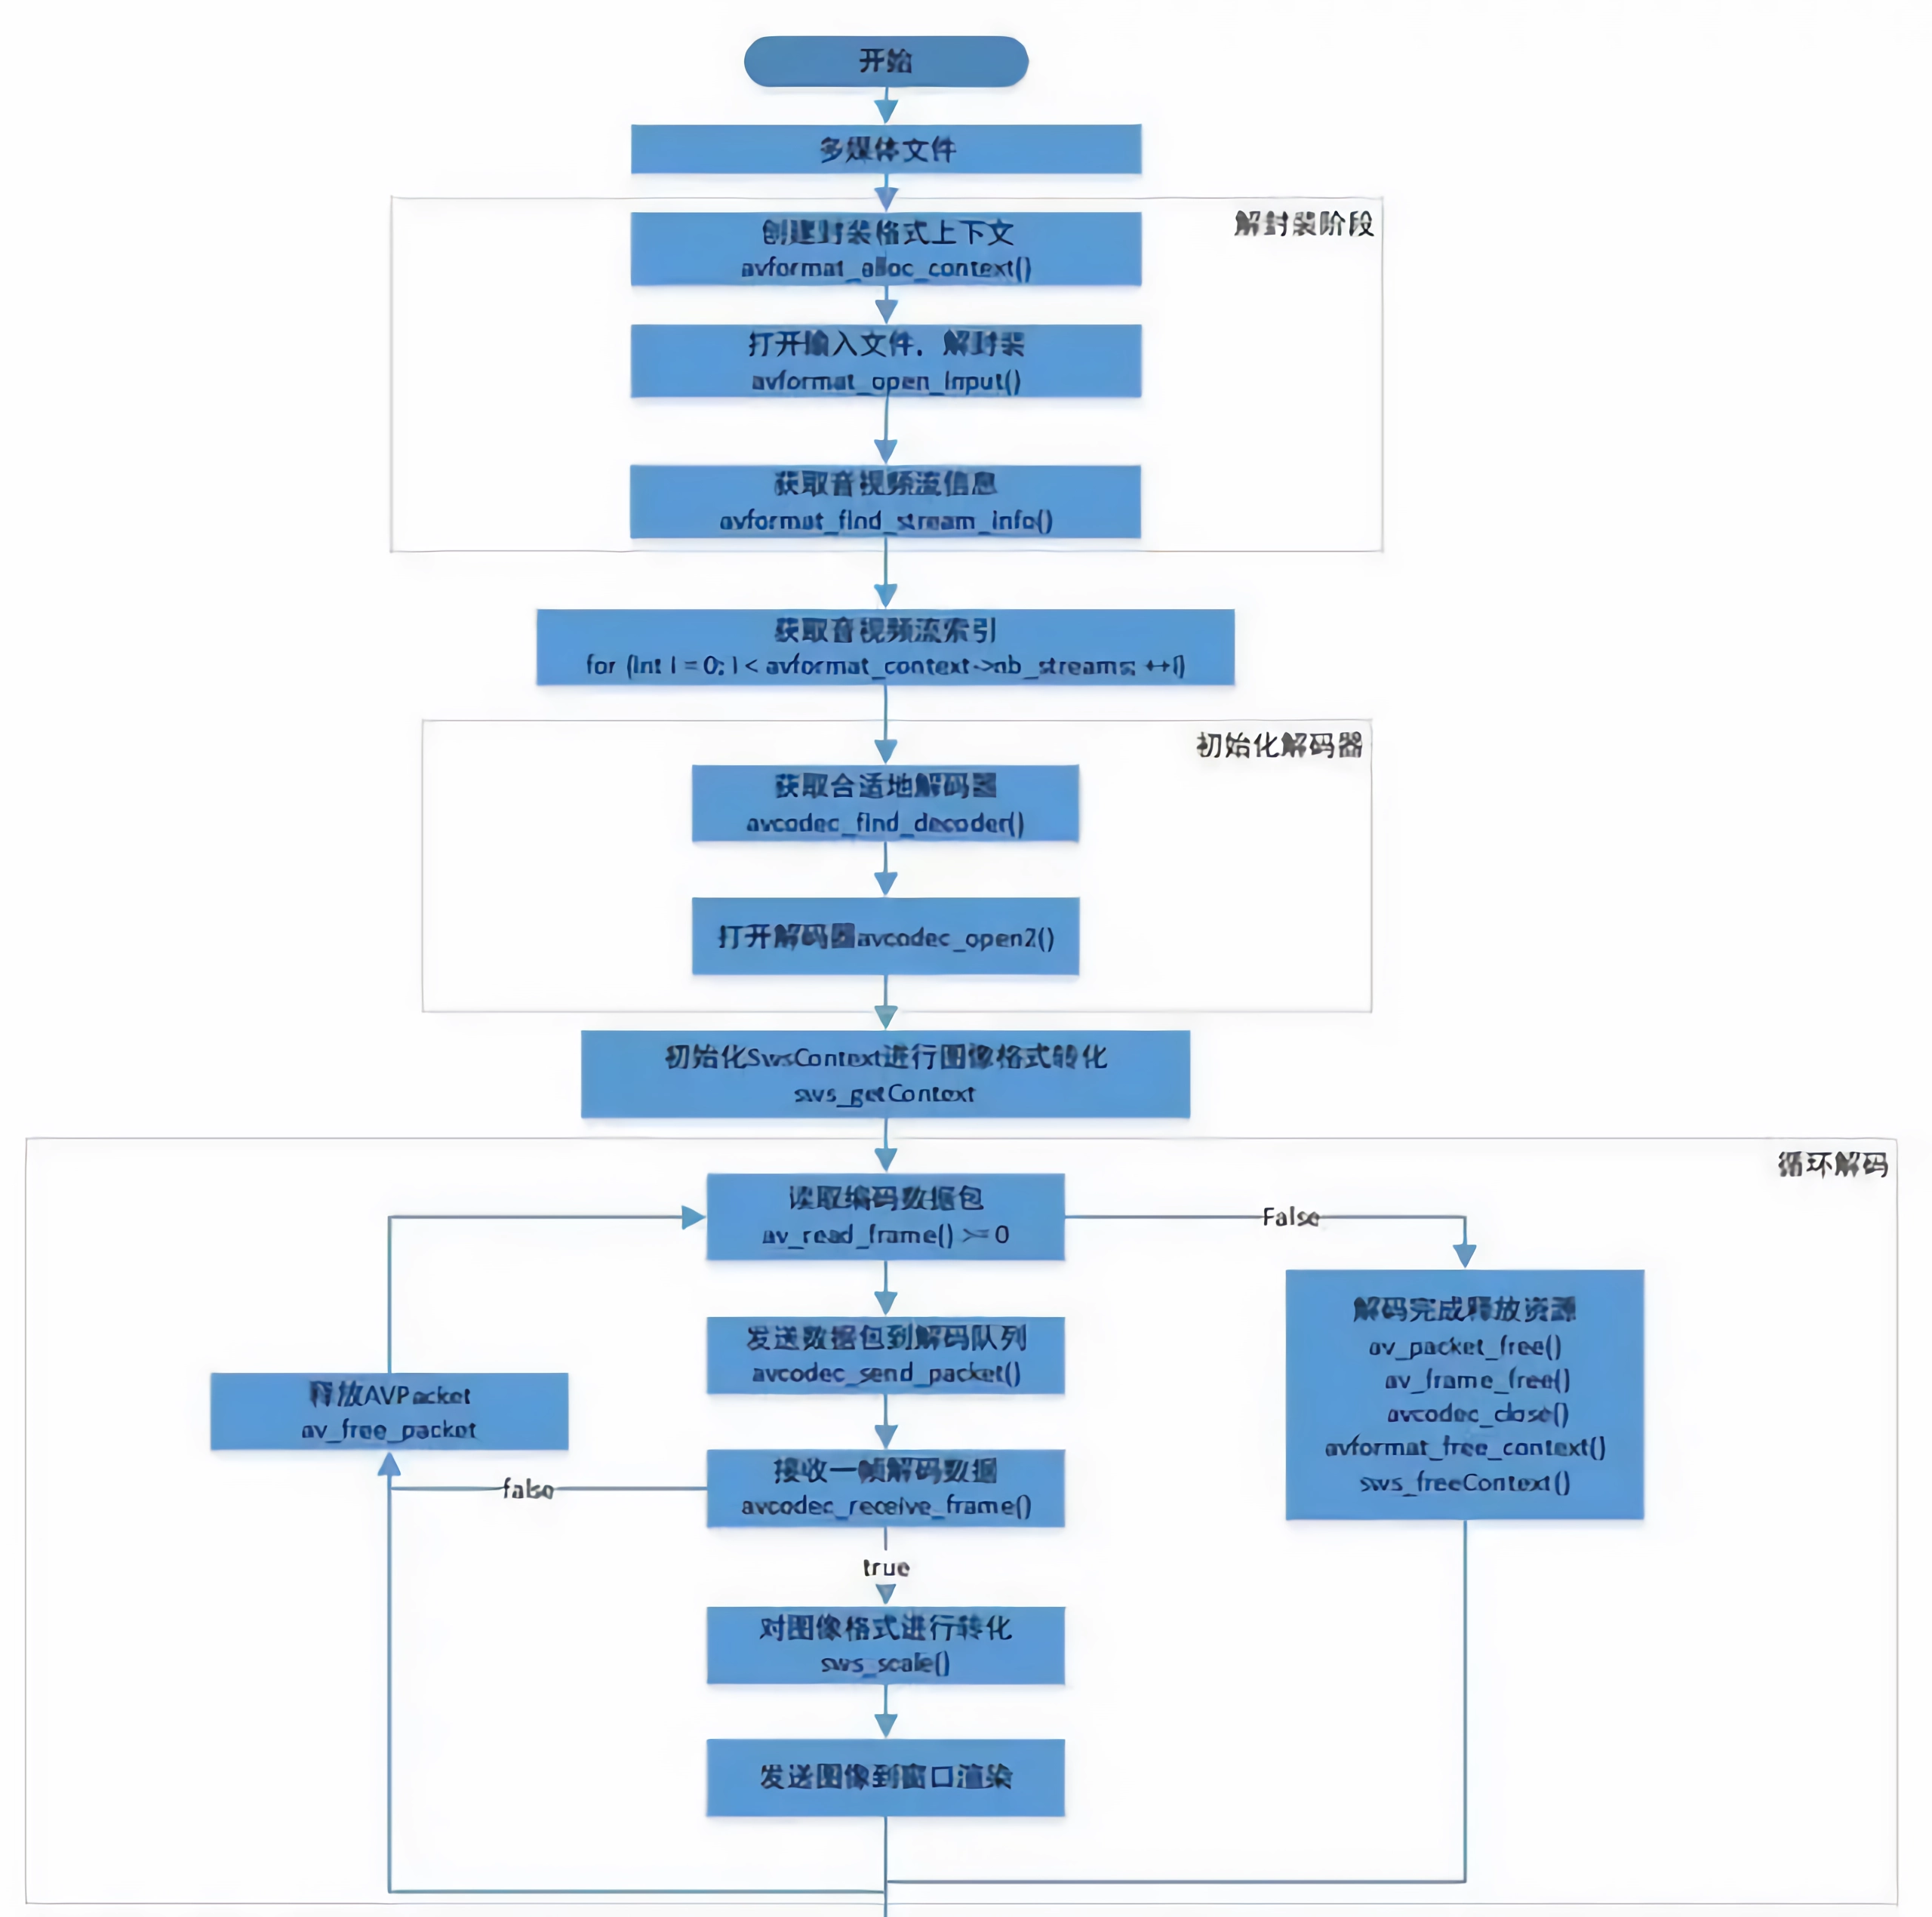 开始
多媒体文件
解封装阶段
创建封装格式上下文
avformat_alloc_context()
打开输入文件，解封装
avformat_open_input()
获取音视频流信息
avformat_find_stream_info()
获取音视频流索引
for (int i = 0; i < avformat_context->nb_streams; ++i)
初始化解码器
获取合适地解码器
avcodec_find_decoder()
打开解码器avcodec_open2()
初始化SwsContext进行图像格式转化
sws_getContext
循环解码
读取编码数据包
av_read_frame() >= 0
False
发送数据包到解码队列
avcodec_send_packet()
解码完成释放资源
av_packet_free()
av_frame_free()
avcodec_close()
avformat_free_context()
sws_freeContext()
释放AVPacket
av_free_packet
接收一帧解码数据
avcodec_receive_frame()
false
true
对图像格式进行转化
sws_scale()
发送图像到窗口渲染